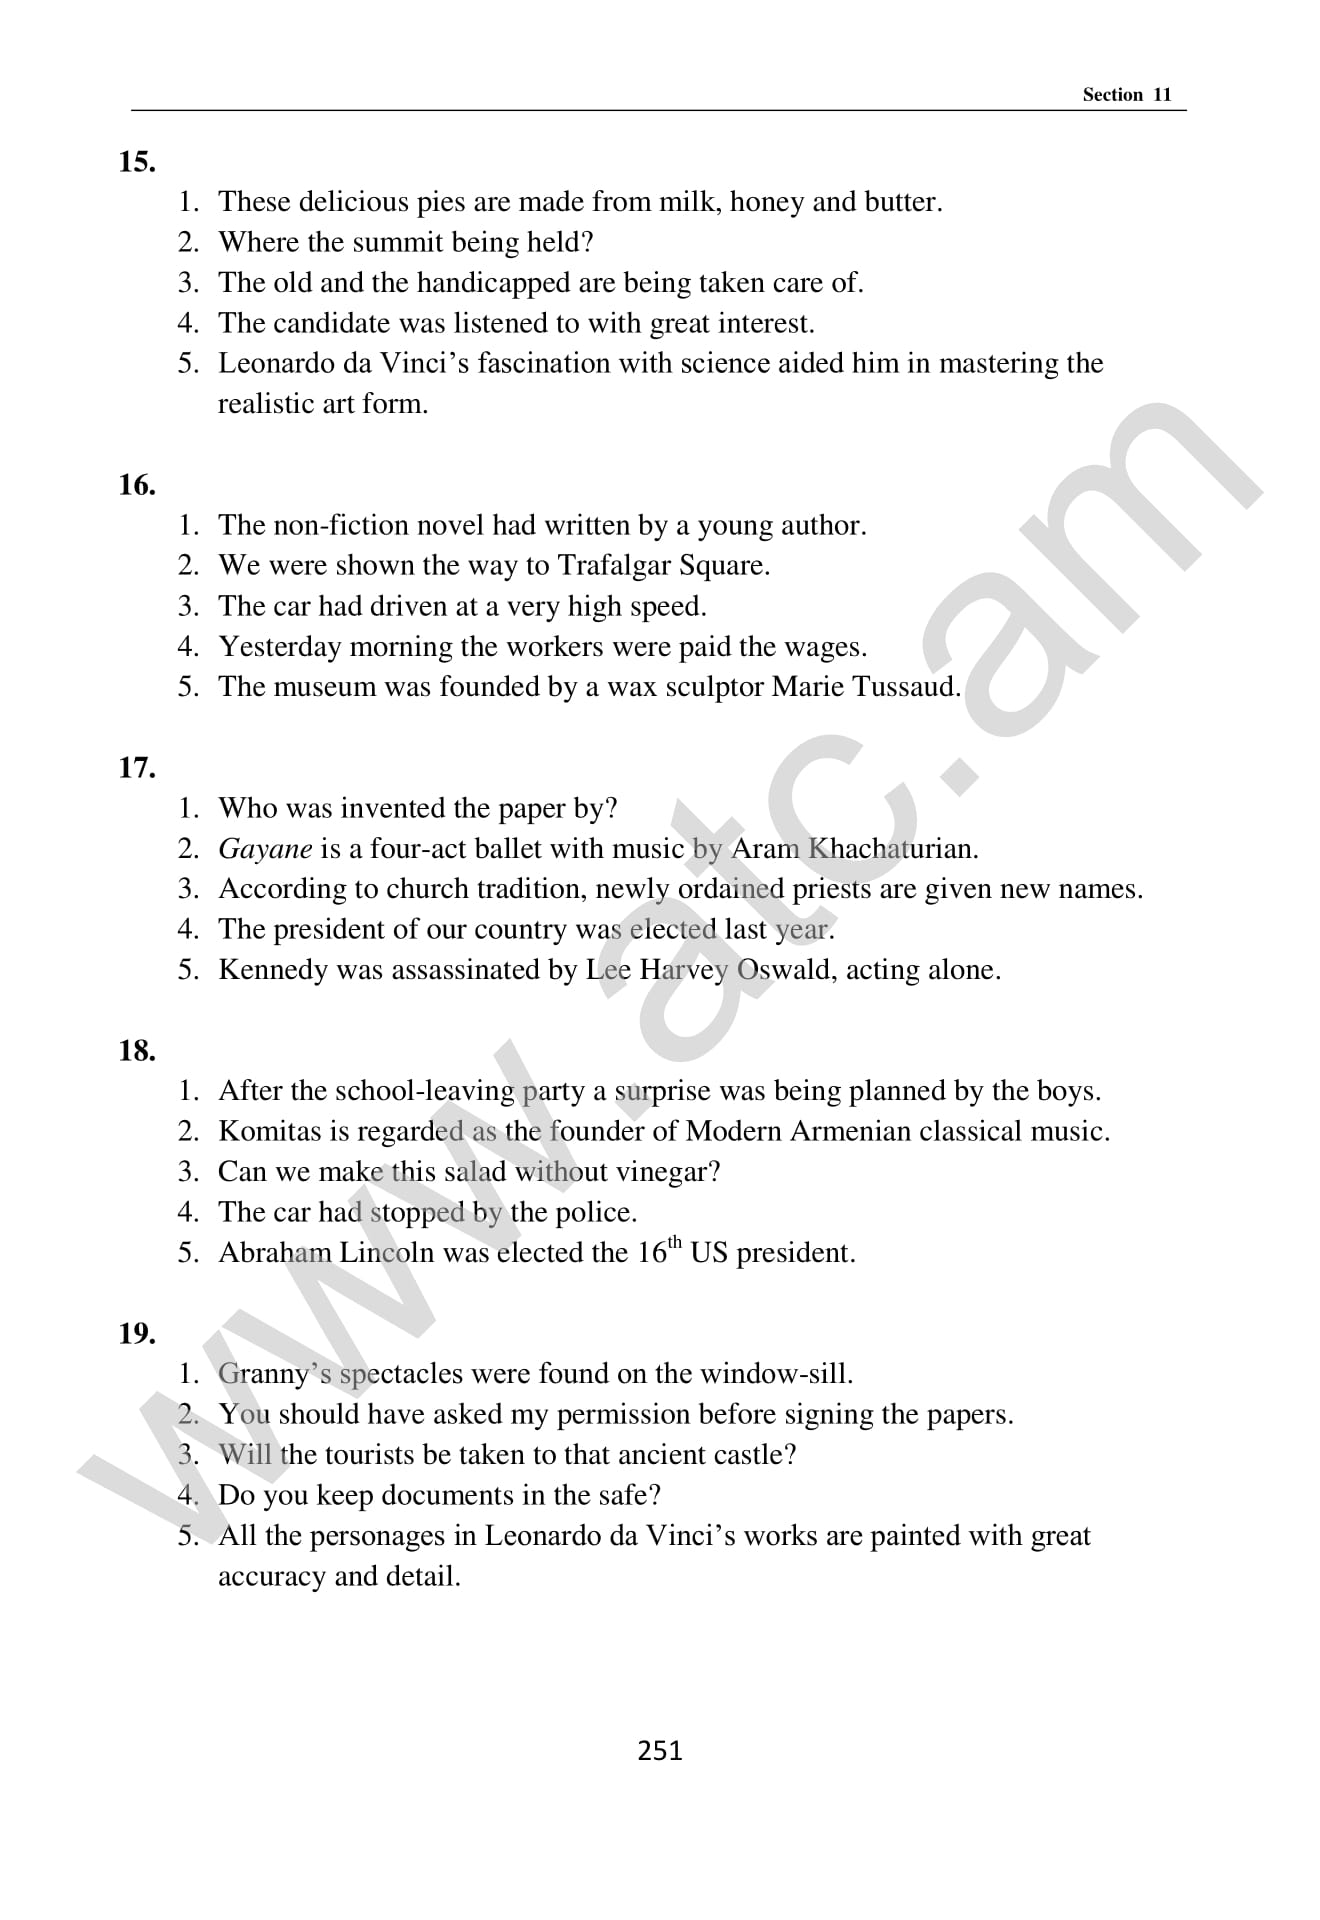 Section 11
15.
1. These delicious pies are made from milk, honey and butter.
2. Where the summit being held?
3. The old and the handicapped are being taken care of.
4. The candidate was listened to with great interest.
5. Leonardo da Vinci’s fascination with science aided him in mastering the
realistic art form.
16.
1. The non-fiction novel had written by a young author.
2. We were shown the way to Trafalgar Square.
3. The car had driven at a very high speed.
4. Yesterday morning the workers were paid the wages.
5. The museum was founded by a wax sculptor Marie Tussaud.
17.
1. Who was invented the paper by?
2. Gayane is a four-act ballet with music by Aram Khachaturian.
3. According to church tradition, newly ordained priests are given new names.
4. The president of our country was elected last year.
5. Kennedy was assassinated by Lee Harvey Oswald, acting alone.
18.
1. After the school-leaving party a surprise was being planned by the boys.
2. Komitas is regarded as the founder of Modern Armenian classical music.
3. Can we make this salad without vinegar?
4. The car had stopped by the police.
5. Abraham Lincoln was elected the 16th US president.
19.
1. Granny’s spectacles were found on the window-sill.
2. You should have asked my permission before signing the papers.
3. Will the tourists be taken to that ancient castle?
4. Do you keep documents in the safe?
5. All the personages in Leonardo da Vinci’s works are painted with great
accuracy and detail.
251
www.atc.am